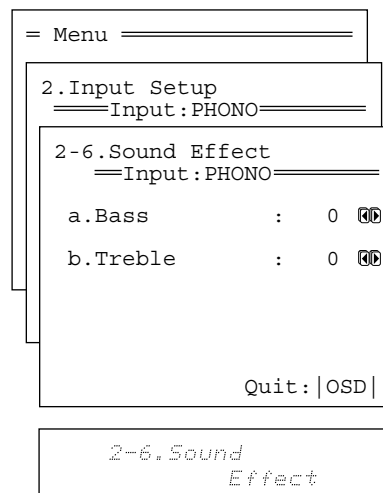 Menu
2.Input Setup
Input:PHONO
2-6.Sound Effect
Input:PHONO
a.Bass : 0
b.Treble : 0
Quit:|OSD|
2-6.Sound
Effect